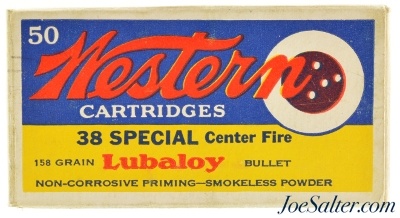 50
Western
CARTRIDGES
38 SPECIAL Center Fire
158 GRAIN Lubaloy BULLET
NON-CORROSIVE PRIMING—SMOKELESS POWDER
JoeSalter.com